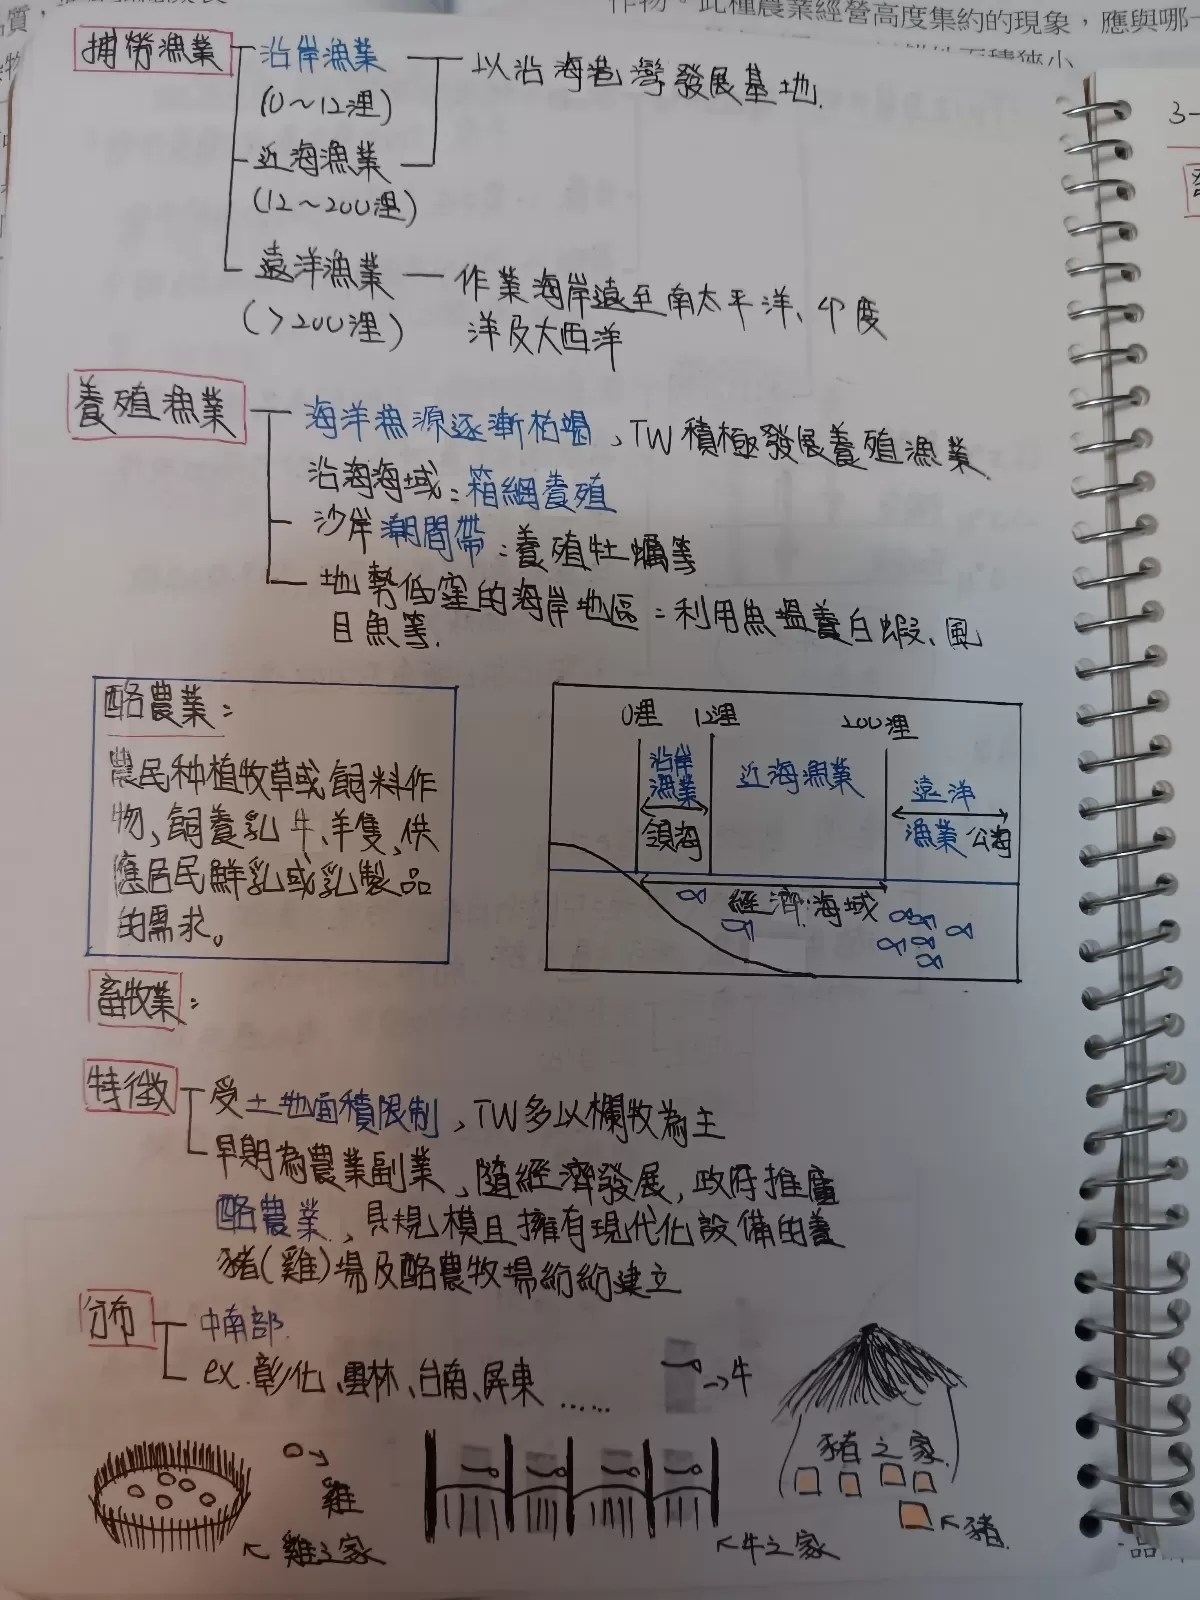 作物。此種農業經營高度集約的現象，應與哪
捕撈漁業
沿岸漁業
(0～12浬)
以沿海港灣發展基地.
近海漁業
(12～200浬)
遠洋漁業 — 作業海岸遠至南太平洋、印度
(＞200浬)
洋及大西洋
養殖漁業
海洋漁源逐漸枯竭，TW積極發展養殖漁業
沿海海域：箱網養殖
沙岸潮間帶：養殖牡蠣等
地勢低窪的海岸地區：利用魚塭養白蝦、虱
目魚等.
酪農業：
農民种植牧草或飼料作
物，飼養乳牛、羊隻，供
應居民鮮乳或乳製品
的需求。
0浬 12浬 200浬
沿岸
漁業
近海漁業
遠洋
漁業
領海
公海
經濟海域
畜牧業：
特徵
受土地面積限制，TW多以欄牧為主
早期為農業副業，隨經濟發展，政府推廣
酪農業，具規模且擁有現代化設備的養
豬(雞)場及酪農牧場紛紛建立
分布
中南部.
ex.彰化、雲林、台南、屏東……
→牛
雞
雞之家
牛之家
豬之家.
豬.
3-